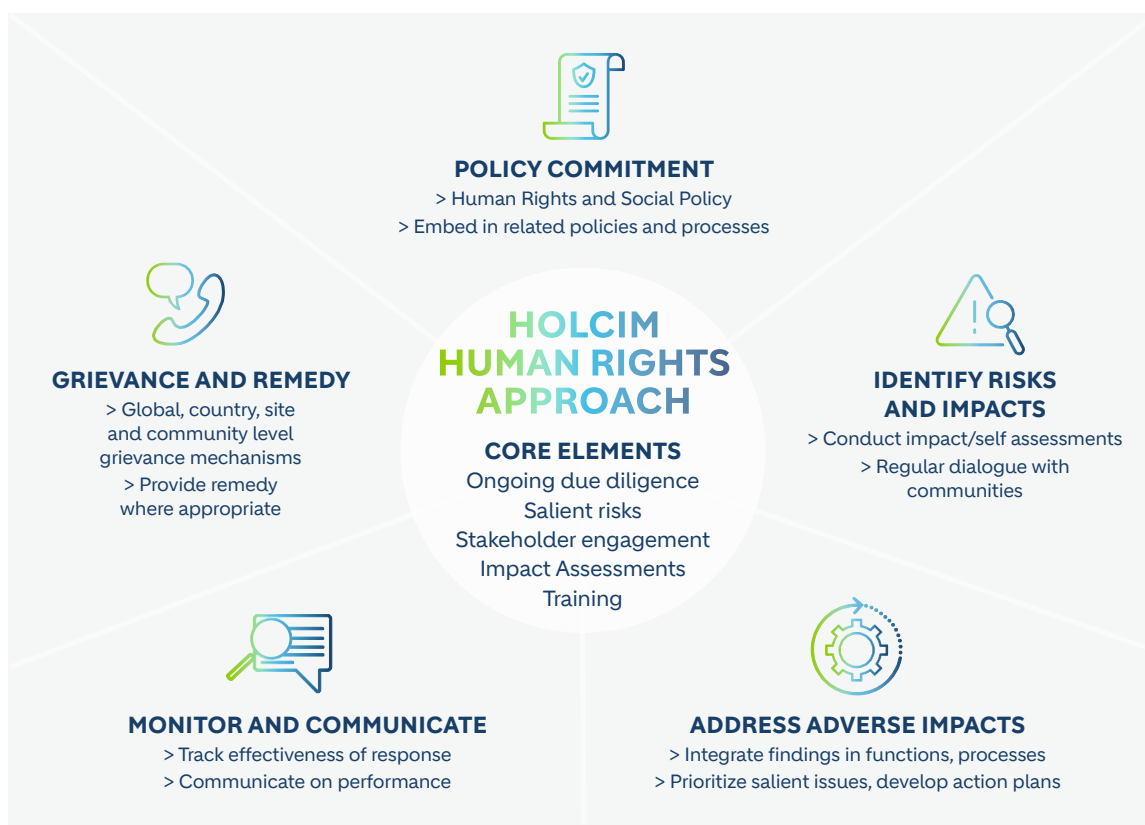 POLICY COMMITMENT
> Human Rights and Social Policy
> Embed in related policies and processes
HOLCIM
HUMAN RIGHTS
APPROACH
CORE ELEMENTS
Ongoing due diligence
Salient risks
Stakeholder engagement
Impact Assessments
Training
IDENTIFY RISKS
AND IMPACTS
> Conduct impact/self assessments
> Regular dialogue with
communities
ADDRESS ADVERSE IMPACTS
> Integrate findings in functions, processes
> Prioritize salient issues, develop action plans
MONITOR AND COMMUNICATE
> Track effectiveness of response
> Communicate on performance
GRIEVANCE AND REMEDY
> Global, country, site
and community level
grievance mechanisms
> Provide remedy
where appropriate